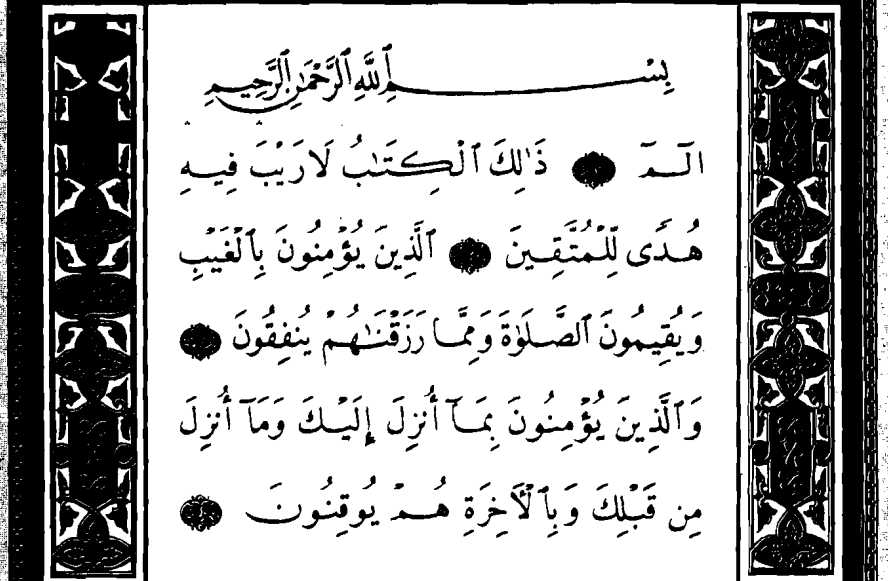 بِسْمِ ٱللَّهِ ٱلرَّحْمَٰنِ ٱلرَّحِيمِ
الٓمٓ ذَٰلِكَ ٱلْكِتَٰبُ لَا رَيْبَ فِيهِ
هُدًى لِّلْمُتَّقِينَ ٱلَّذِينَ يُؤْمِنُونَ بِٱلْغَيْبِ
وَيُقِيمُونَ ٱلصَّلَوٰةَ وَمِمَّا رَزَقْنَٰهُمْ يُنفِقُونَ
وَٱلَّذِينَ يُؤْمِنُونَ بِمَآ أُنزِلَ إِلَيْكَ وَمَآ أُنزِلَ
مِن قَبْلِكَ وَبِٱلْأَخِرَةِ هُمْ يُوقِنُونَ